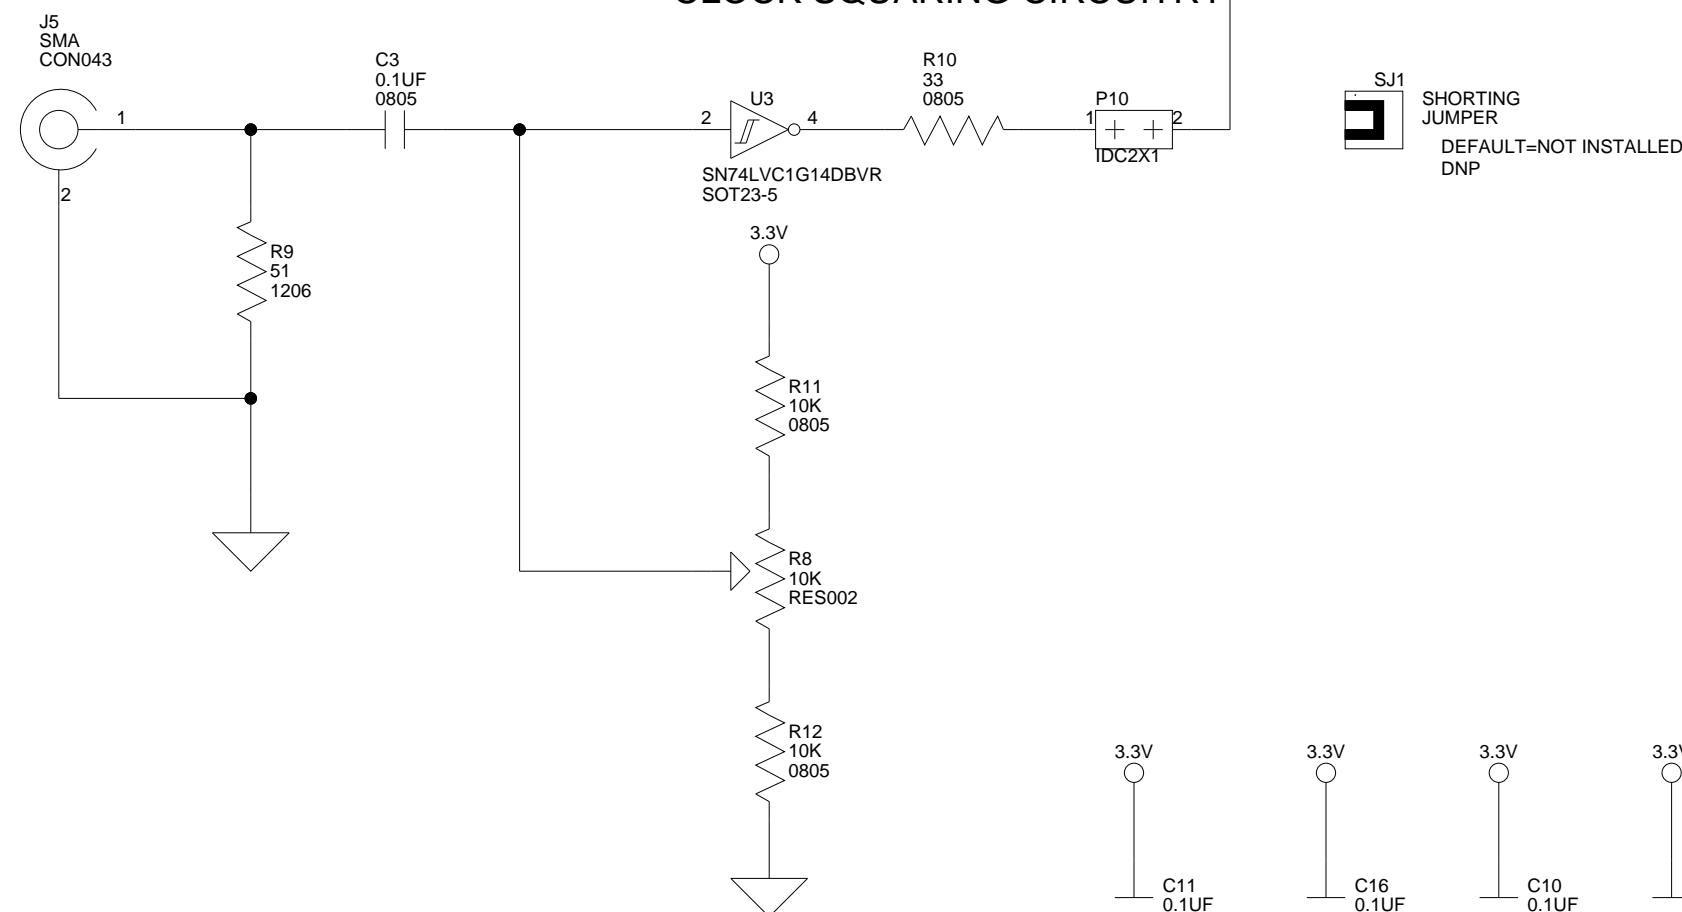 CLOCK SQUARING CIRCUITRY
J5
SMA
CON043
1
2
C3
0.1UF
0805
R9
51
1206
2
U3
4
SN74LVC1G14DBVR
SOT23-5
R10
33
0805
P10
1
2
IDC2X1
SJ1
SHORTING
JUMPER
DEFAULT=NOT INSTALLED
DNP
3.3V
R11
10K
0805
R8
10K
RES002
R12
10K
0805
3.3V
C11
0.1UF
3.3V
C16
0.1UF
3.3V
C10
0.1UF
3.3V